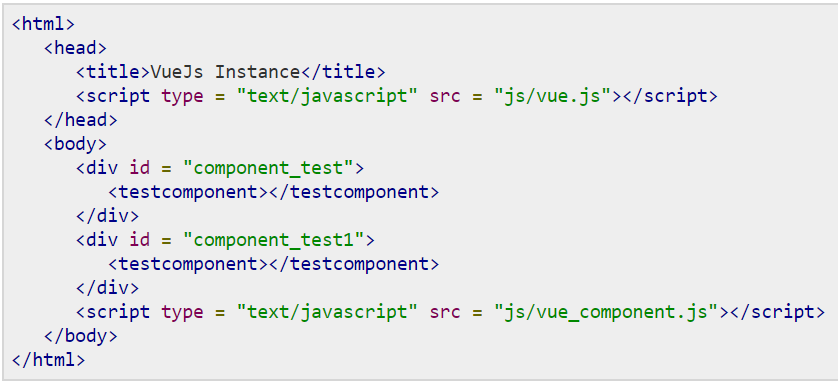 <html>
<head>
<title>VueJs Instance</title>
<script type = "text/javascript" src = "js/vue.js"></script>
</head>
<body>
<div id = "component_test">
<testcomponent></testcomponent>
</div>
<div id = "component_test1">
<testcomponent></testcomponent>
</div>
<script type = "text/javascript" src = "js/vue_component.js"></script>
</body>
</html>